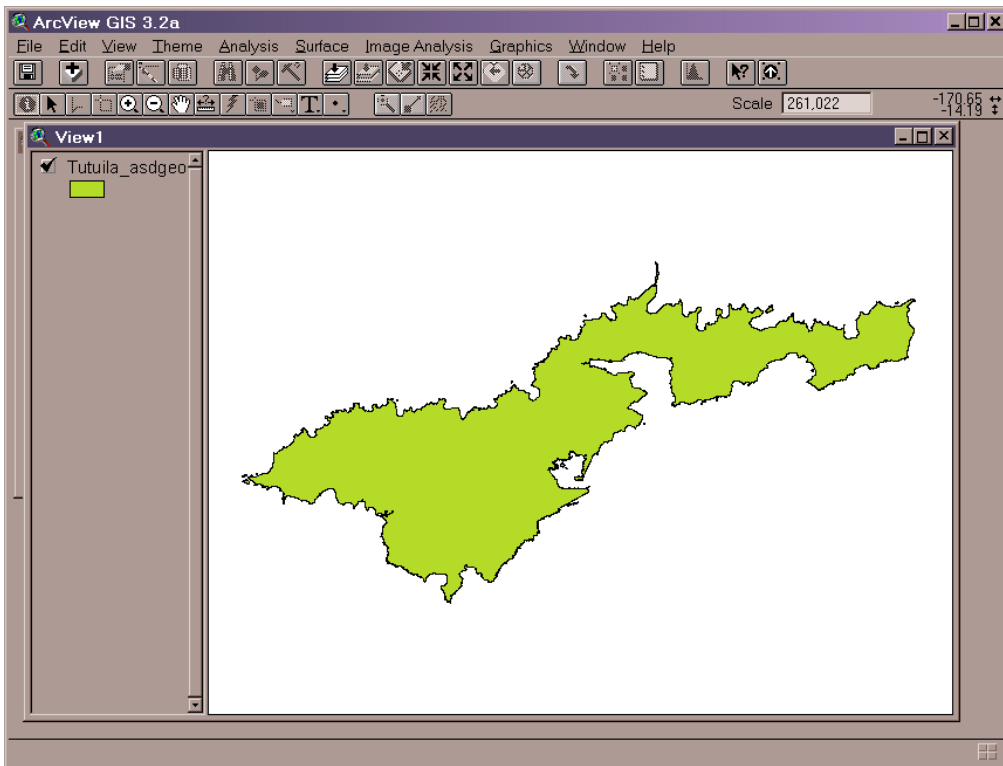 ArcView GIS 3.2a
File Edit View Theme Analysis Surface Image Analysis Graphics Window Help
Scale 261,022 -170.65
-14.19
View1
Tutuila_asdgeo